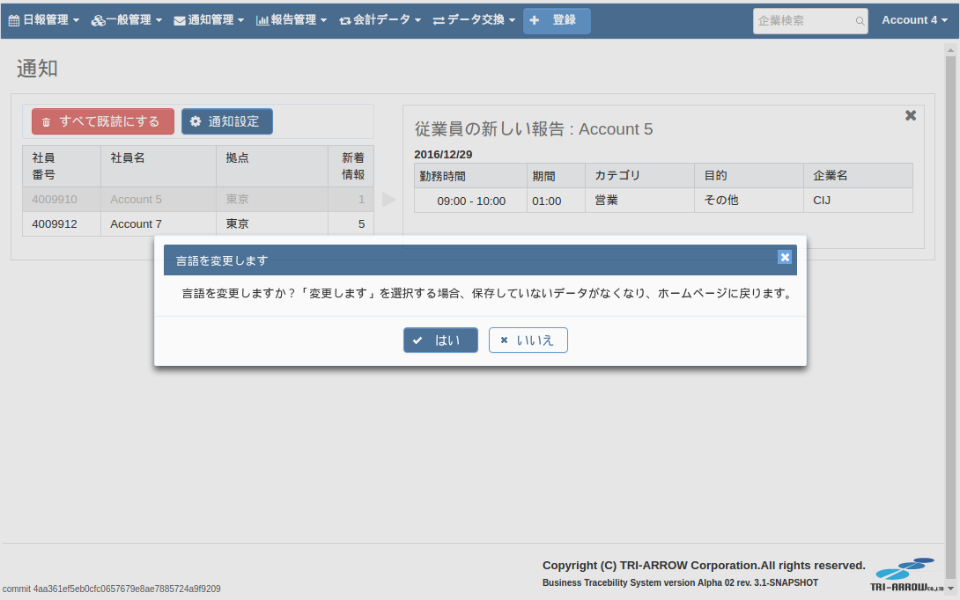 日報管理 一般管理 通知管理 報告管理 会計データ データ交換 登録 企業検索 Account 4
通知
すべて既読にする 通知設定
社員番号 社員名 拠点 新着情報
4009910 Account 5 東京 1
4009912 Account 7 東京 5
従業員の新しい報告 : Account 5
2016/12/29
勤務時間 期間 カテゴリ 目的 企業名
09:00 - 10:00 01:00 営業 その他 CIJ
言語を変更します
言語を変更しますか？「変更します」を選択する場合、保存していないデータがなくなり、ホームページに戻ります。
はい いいえ
Copyright (C) TRI-ARROW Corporation.All rights reserved.
Business Tracebility System version Alpha 02 rev. 3.1-SNAPSHOT
TRI-ARROW CO.,LTD
commit 4aa361ef5eb0cfc0657679e8ae7885724a9f9209